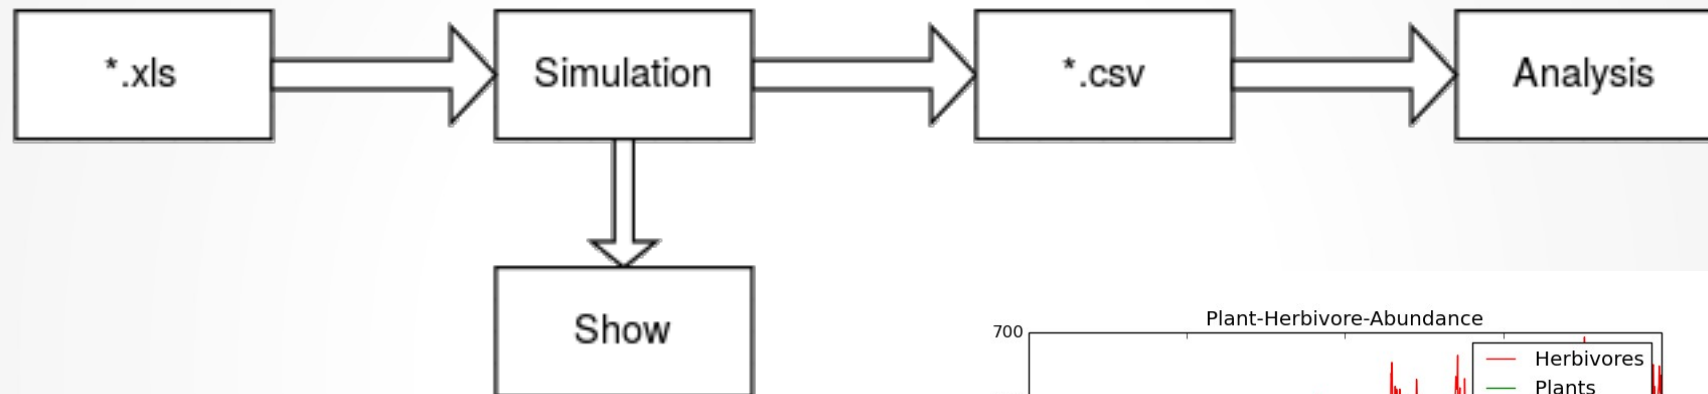 *.xls
Simulation
*.csv
Analysis
Show
Plant-Herbivore-Abundance
700
Herbivores
Plants